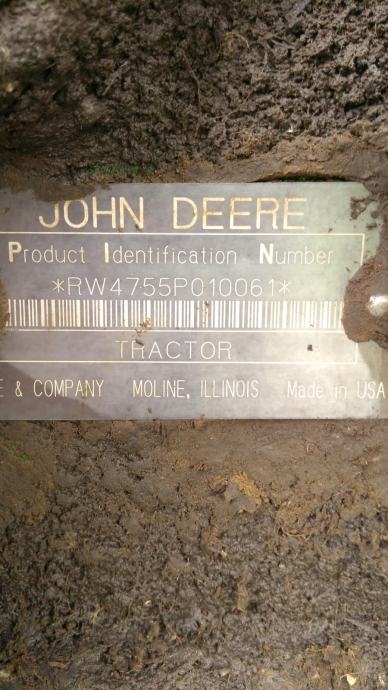 JOHN DEERE
Product Identification Number
*RW4755P010061*
TRACTOR
E & COMPANY MOLINE, ILLINOIS Made in USA